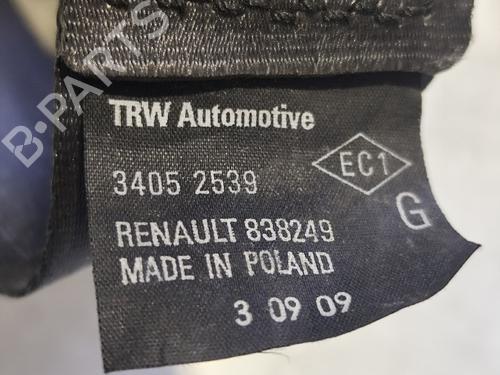 B-PARTS
TRW Automotive
3405 2539
EC1
G
RENAULT 838249
MADE IN POLAND
3 09 09